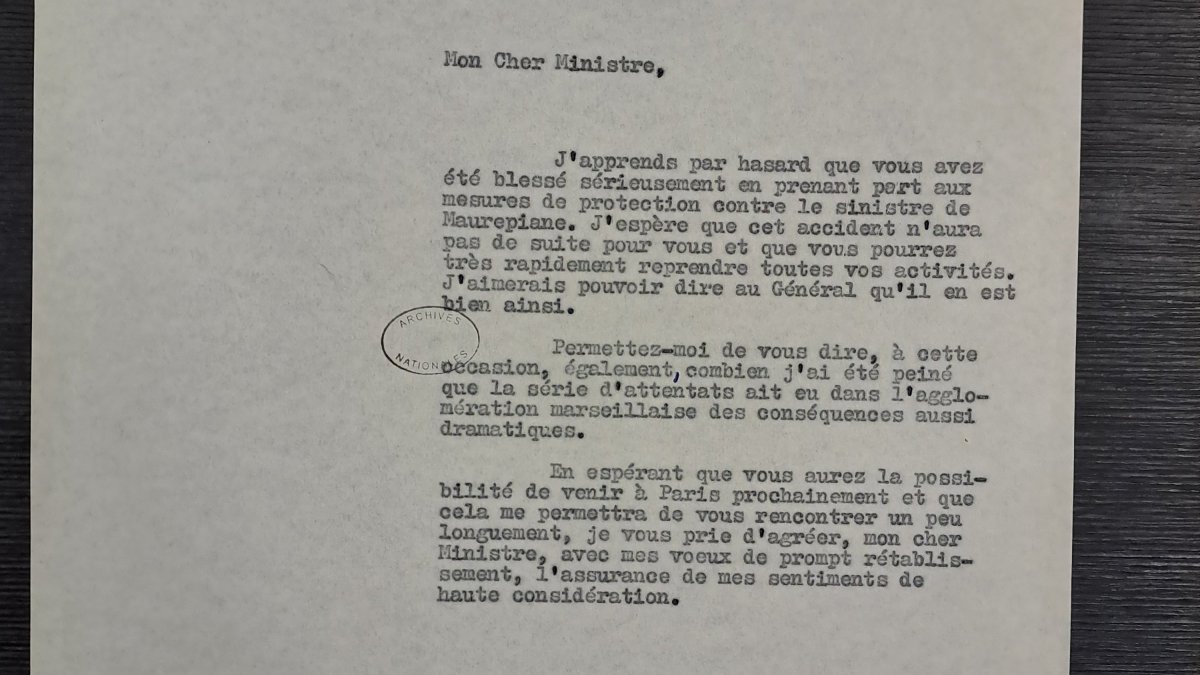 Mon Cher Ministre,
J'apprends par hasard que vous avez
été blessé sérieusement en prenant part aux
mesures de protection contre le sinistre de
Maurepiane. J'espère que cet accident n'aura
pas de suite pour vous et que vous pourrez
très rapidement reprendre toutes vos activités.
J'aimerais pouvoir dire au Général qu'il en est
bien ainsi.
ARCHIVES
NATIONALES
Permettez-moi de vous dire, à cette
occasion, également, combien j'ai été peiné
que la série d'attentats ait eu dans l'agglo-
mération marseillaise des conséquences aussi
dramatiques.
En espérant que vous aurez la possi-
bilité de venir à Paris prochainement et que
cela me permettra de vous rencontrer un peu
longuement, je vous prie d'agréer, mon cher
Ministre, avec mes voeux de prompt rétablis-
sement, l'assurance de mes sentiments de
haute considération.